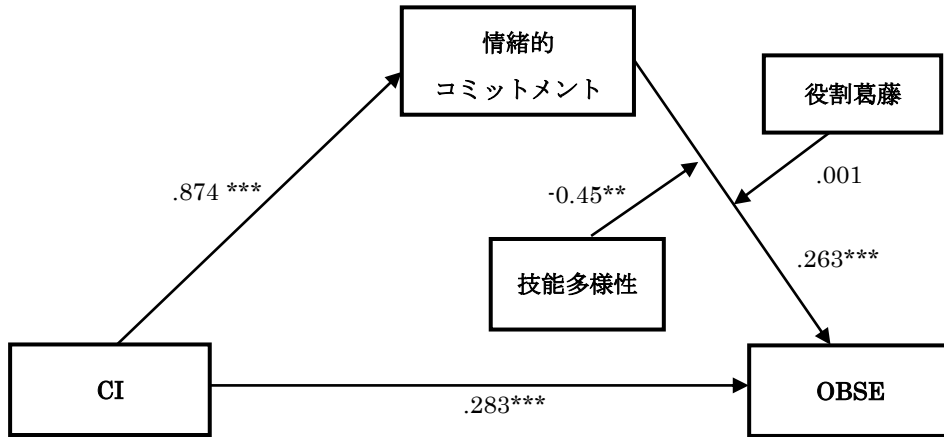 情緒的
コミットメント
役割葛藤
.874 ***
-0.45**
.001
技能多様性
.263***
CI
.283***
OBSE